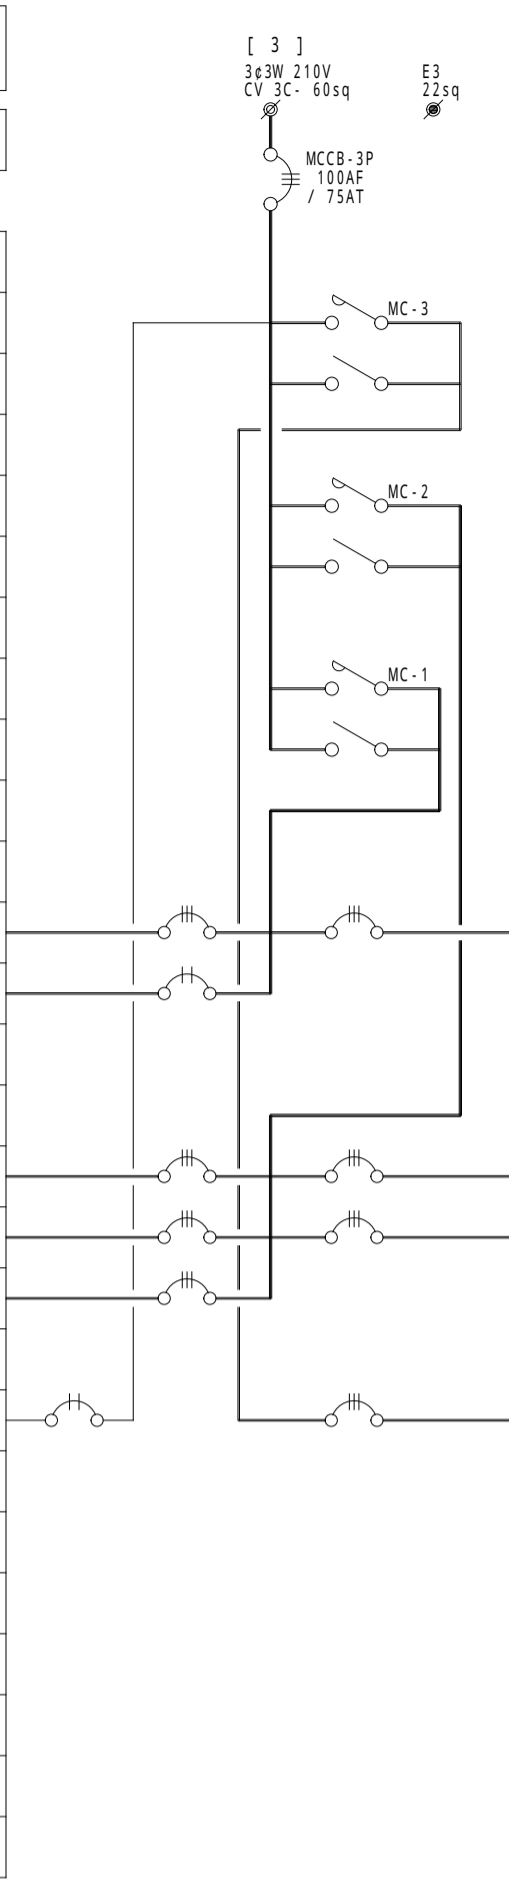 [ 3 ]
3¢3W 210V
CV 3C- 60sq
E3
22sq
MCCB-3P
100AF
/ 75AT
MC-3
MC-2
MC-1